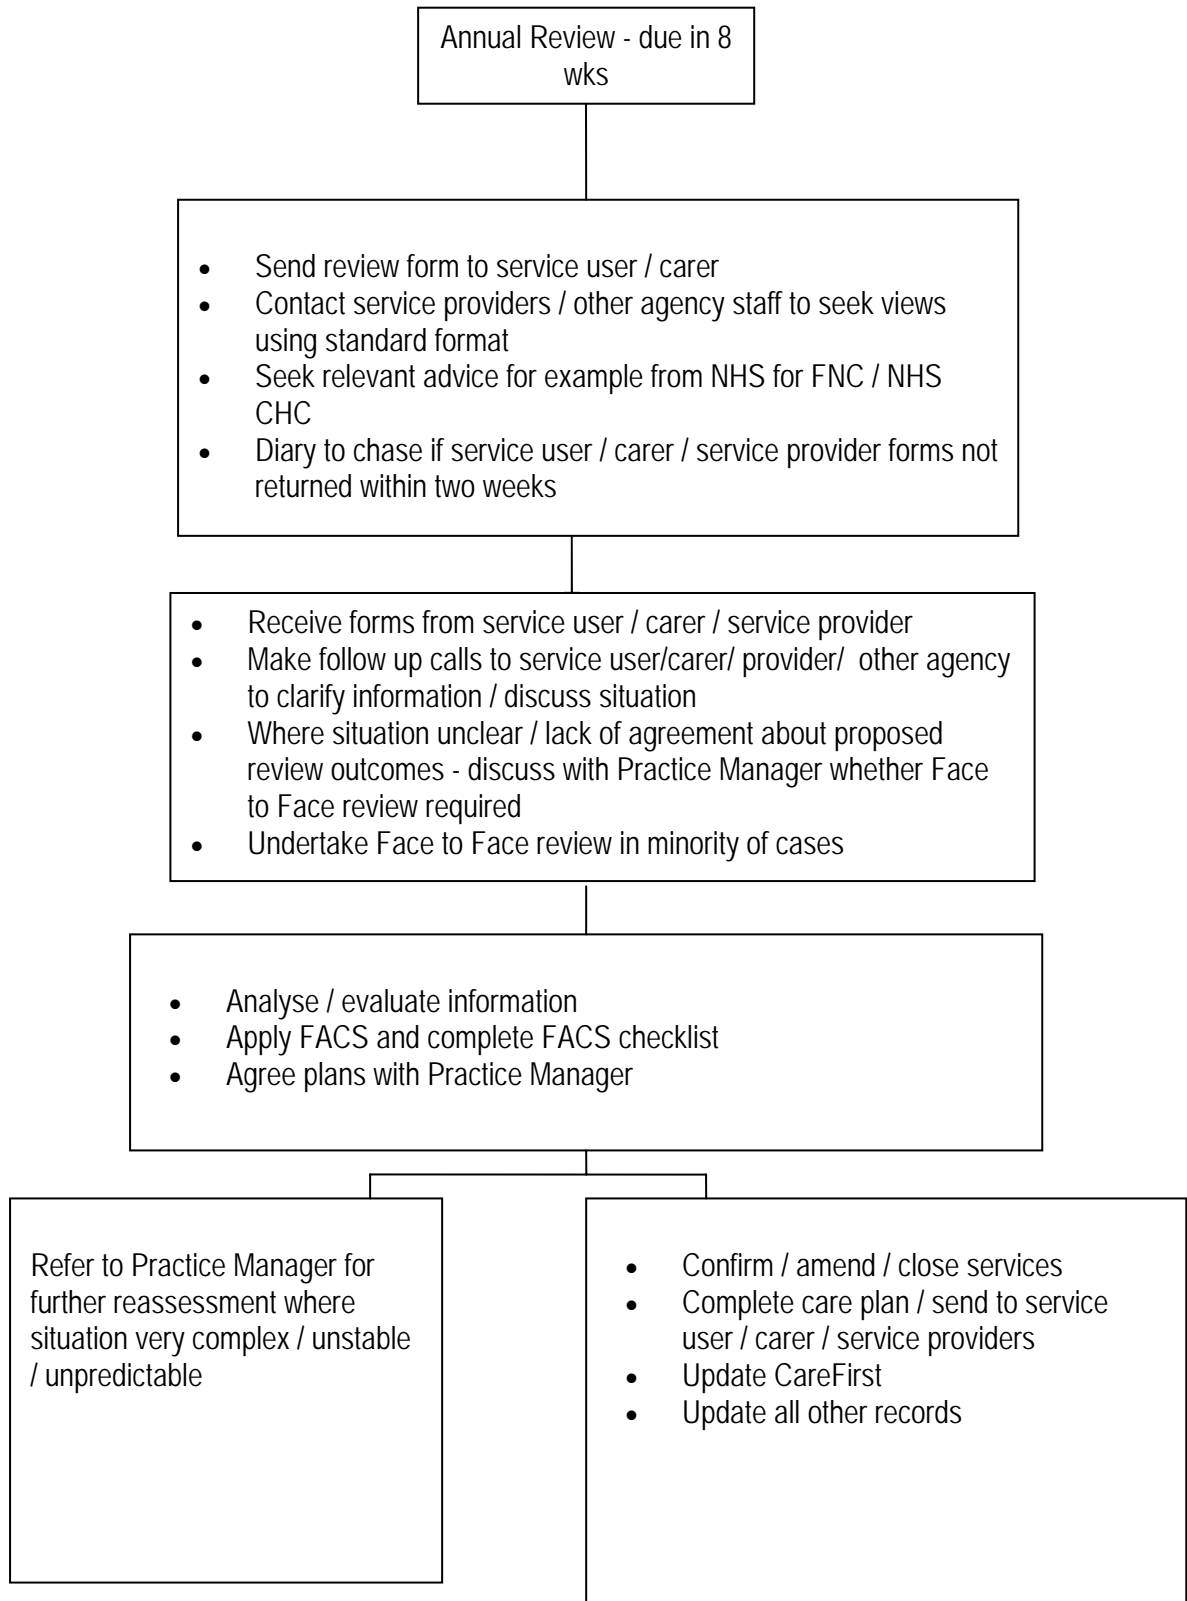 Annual Review - due in 8
wks
• Send review form to service user / carer
• Contact service providers / other agency staff to seek views
using standard format
• Seek relevant advice for example from NHS for FNC / NHS
CHC
• Diary to chase if service user / carer / service provider forms not
returned within two weeks
• Receive forms from service user / carer / service provider
• Make follow up calls to service user/carer/ provider/ other agency
to clarify information / discuss situation
• Where situation unclear / lack of agreement about proposed
review outcomes - discuss with Practice Manager whether Face
to Face review required
• Undertake Face to Face review in minority of cases
• Analyse / evaluate information
• Apply FACS and complete FACS checklist
• Agree plans with Practice Manager
Refer to Practice Manager for
further reassessment where
situation very complex / unstable
/ unpredictable
• Confirm / amend / close services
• Complete care plan / send to service
user / carer / service providers
• Update CareFirst
• Update all other records